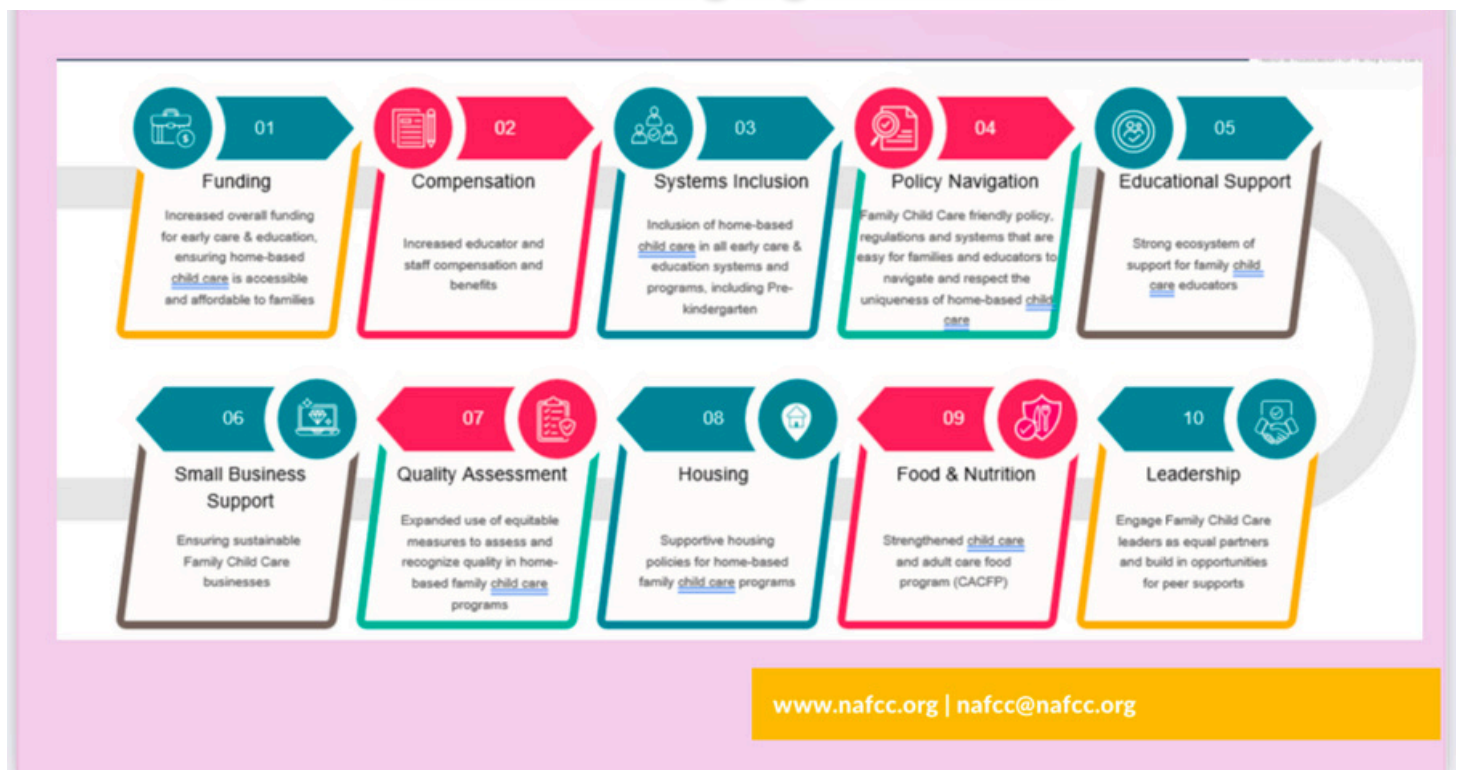 01
Funding
Increased overall funding
for early care & education,
ensuring home-based
child care is accessible
and affordable to families
02
Compensation
Increased educator and
staff compensation and
benefits
03
Systems Inclusion
Inclusion of home-based
child care in all early care &
education systems and
programs, including Pre-
kindergarten
04
Policy Navigation
Family Child Care friendly policy,
regulations and systems that are
easy for families and educators to
navigate and respect the
uniqueness of home-based child
care
05
Educational Support
Strong ecosystem of
support for family child
care educators
06
Small Business
Support
Ensuring sustainable
Family Child Care
businesses
07
Quality Assessment
Expanded use of equitable
measures to assess and
recognize quality in home-
based family child care
programs
08
Housing
Supportive housing
policies for home-based
family child care programs
09
Food & Nutrition
Strengthened child care
and adult care food
program (CACFP)
10
Leadership
Engage Family Child Care
leaders as equal partners
and build in opportunities
for peer supports
www.nafcc.org | nafcc@nafcc.org